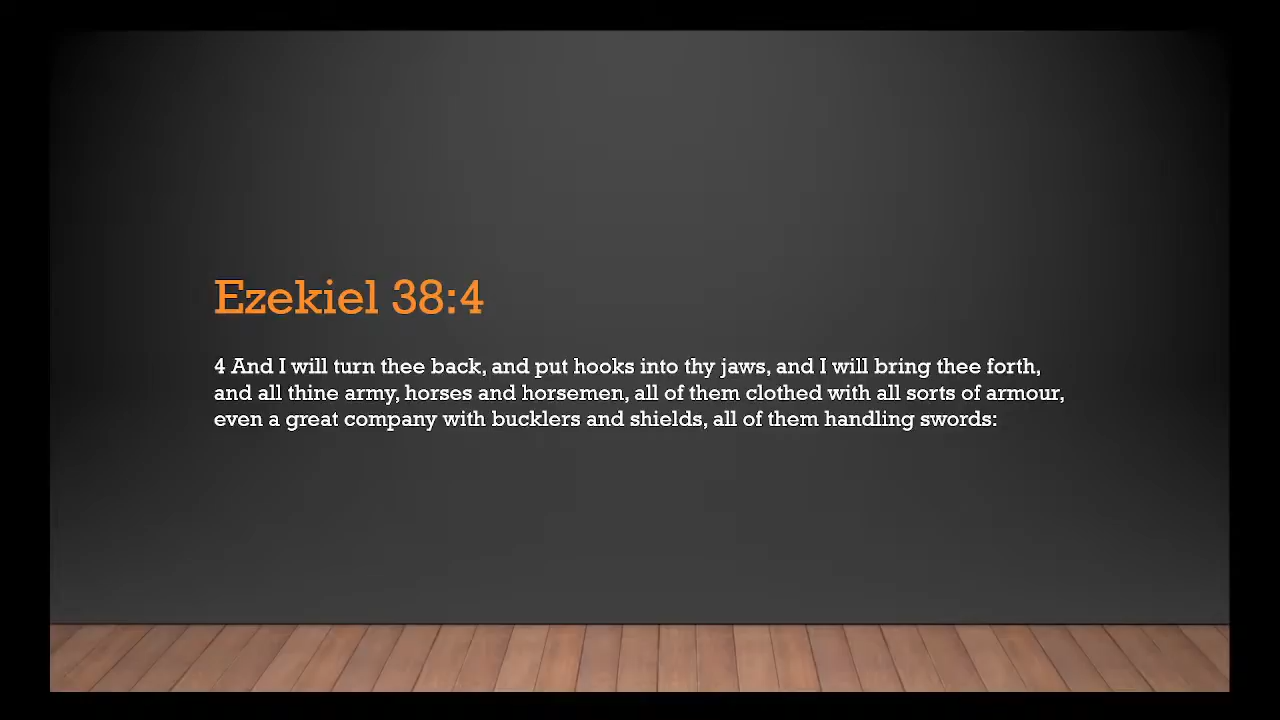 Ezekiel 38:4
4 And I will turn thee back, and put hooks into thy jaws, and I will bring thee forth,
and all thine army, horses and horsemen, all of them clothed with all sorts of armour,
even a great company with bucklers and shields, all of them handling swords: